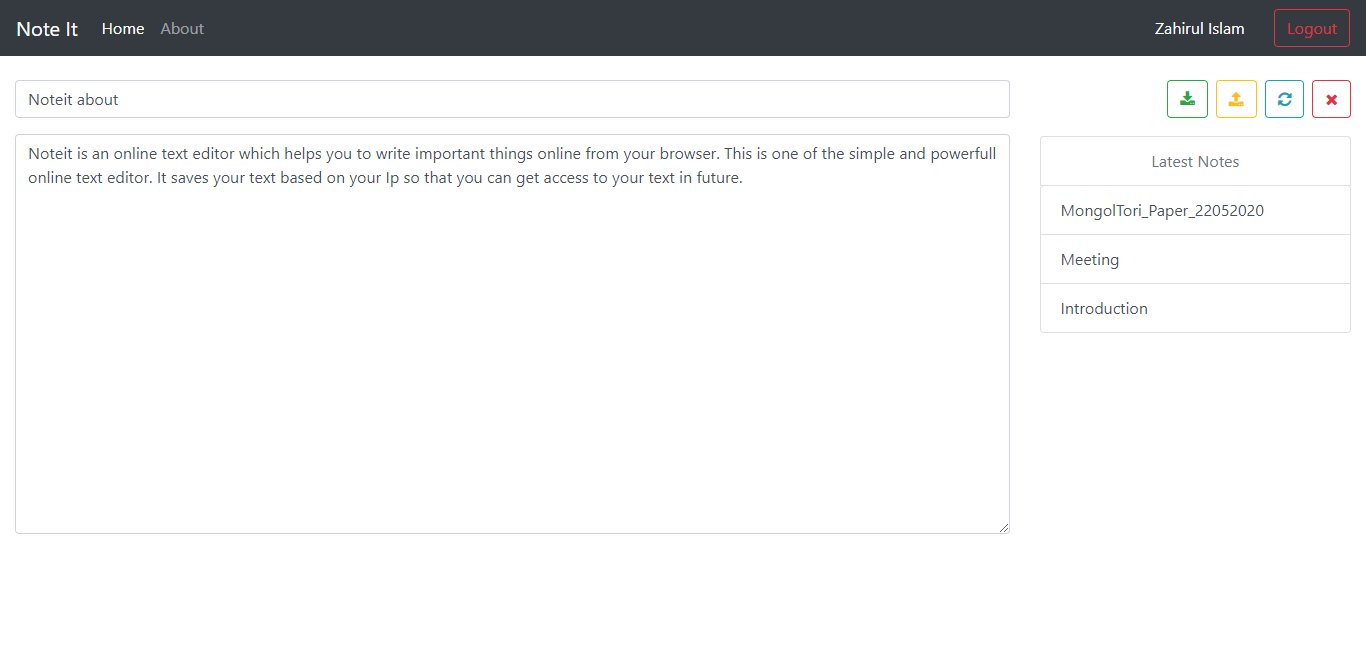 Note It Home About Zahirul Islam Logout
Noteit about
Noteit is an online text editor which helps you to write important things online from your browser. This is one of the simple and powerfull
online text editor. It saves your text based on your Ip so that you can get access to your text in future.
Latest Notes
MongolTori_Paper_22052020
Meeting
Introduction